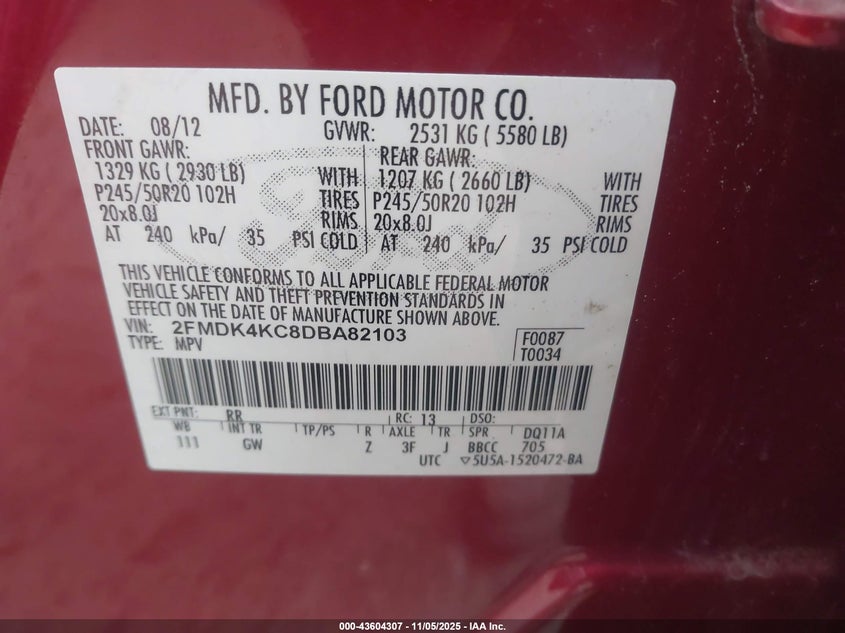 MFD. BY FORD MOTOR CO.
DATE: 08/12 GVWR: 2531 KG ( 5580 LB)
FRONT GAWR: REAR GAWR:
1329 KG ( 2930 LB) WITH 1207 KG ( 2660 LB) WITH
P245/50R20 102H TIRES P245/50R20 102H TIRES
20x8.0J RIMS 20x8.0J RIMS
AT 240 kPa/ 35 PSI COLD AT 240 kPa/ 35 PSI COLD
THIS VEHICLE CONFORMS TO ALL APPLICABLE FEDERAL MOTOR
VEHICLE SAFETY AND THEFT PREVENTION STANDARDS IN
EFFECT ON THE DATE OF MANUFACTURE SHOWN ABOVE.
VIN: 2FMDK4KC8DBA82103 F0087
TYPE: MPV T0034
EXT PNT: RR RC: 13 DSO:
WB INT TR TP/PS R AXLE TR SPR DQ11A
111 GW Z 3F J BBCC 705
UTC ▽5U5A-1520472-BA
000-43604307 - 11/05/2025 - IAA Inc.